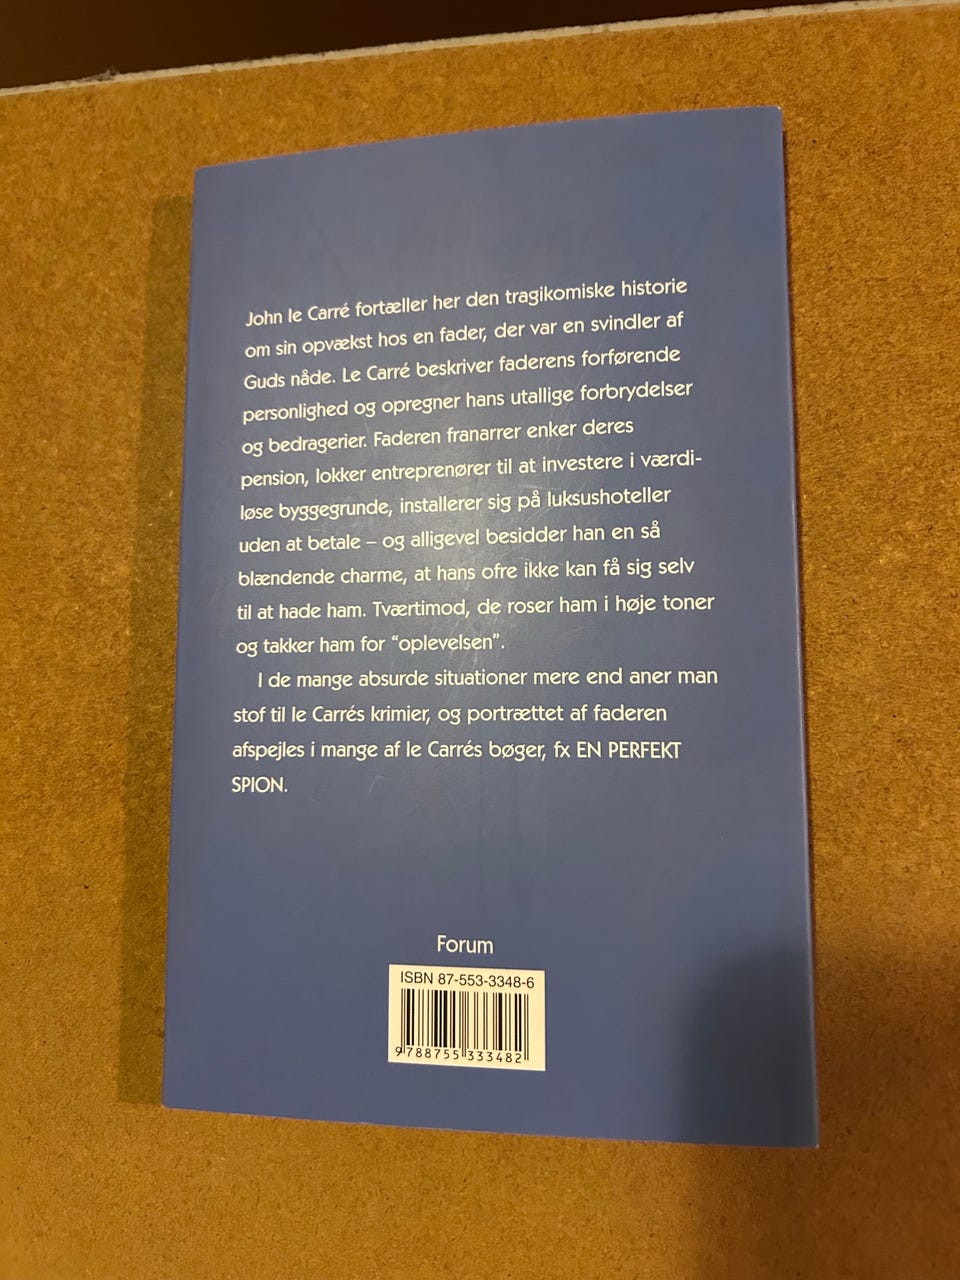 John le Carré fortæller her den tragikomiske historie
om sin opvækst hos en fader, der var en svindler af
Guds nåde. Le Carré beskriver faderens forførende
personlighed og opregner hans utallige forbrydelser
og bedragerier. Faderen franarrer enker deres
pension, lokker entreprenører til at investere i værdi-
løse byggegrunde, installerer sig på luksushoteller
uden at betale – og alligevel besidder han en så
blændende charme, at hans ofre ikke kan få sig selv
til at hade ham. Tværtimod, de roser ham i høje toner
og takker ham for “oplevelsen”.
I de mange absurde situationer mere end aner man
stof til le Carrés krimier, og portrættet af faderen
afspejles i mange af le Carrés bøger, fx EN PERFEKT
SPION.
Forum
ISBN 87-553-3348-6
9 788755 333482